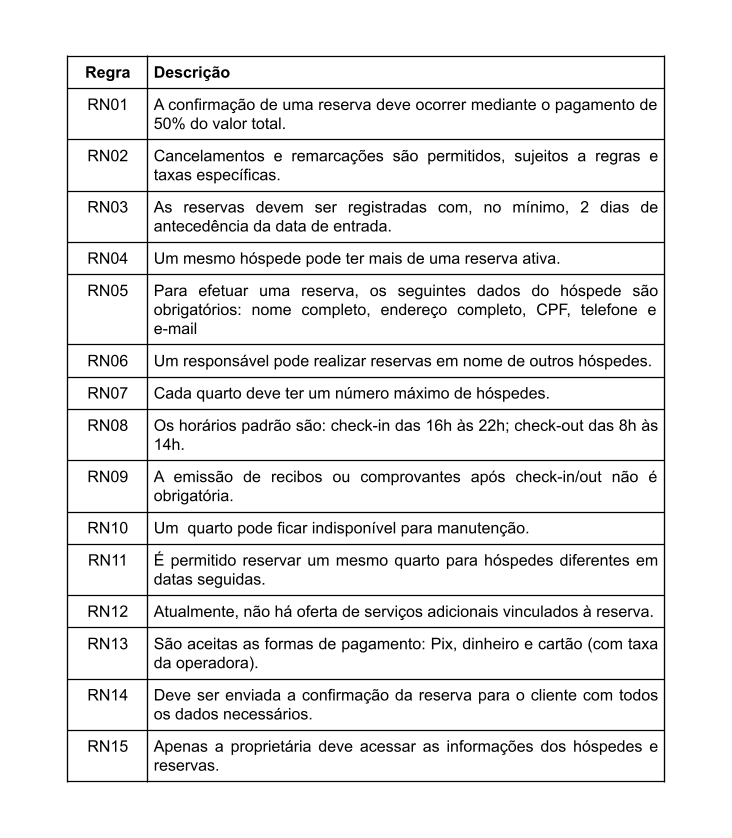 Regra Descrição
RN01 A confirmação de uma reserva deve ocorrer mediante o pagamento de
50% do valor total.
RN02 Cancelamentos e remarcações são permitidos, sujeitos a regras e
taxas específicas.
RN03 As reservas devem ser registradas com, no mínimo, 2 dias de
antecedência da data de entrada.
RN04 Um mesmo hóspede pode ter mais de uma reserva ativa.
RN05 Para efetuar uma reserva, os seguintes dados do hóspede são
obrigatórios: nome completo, endereço completo, CPF, telefone e
e-mail
RN06 Um responsável pode realizar reservas em nome de outros hóspedes.
RN07 Cada quarto deve ter um número máximo de hóspedes.
RN08 Os horários padrão são: check-in das 16h às 22h; check-out das 8h às
14h.
RN09 A emissão de recibos ou comprovantes após check-in/out não é
obrigatória.
RN10 Um quarto pode ficar indisponível para manutenção.
RN11 É permitido reservar um mesmo quarto para hóspedes diferentes em
datas seguidas.
RN12 Atualmente, não há oferta de serviços adicionais vinculados à reserva.
RN13 São aceitas as formas de pagamento: Pix, dinheiro e cartão (com taxa
da operadora).
RN14 Deve ser enviada a confirmação da reserva para o cliente com todos
os dados necessários.
RN15 Apenas a proprietária deve acessar as informações dos hóspedes e
reservas.